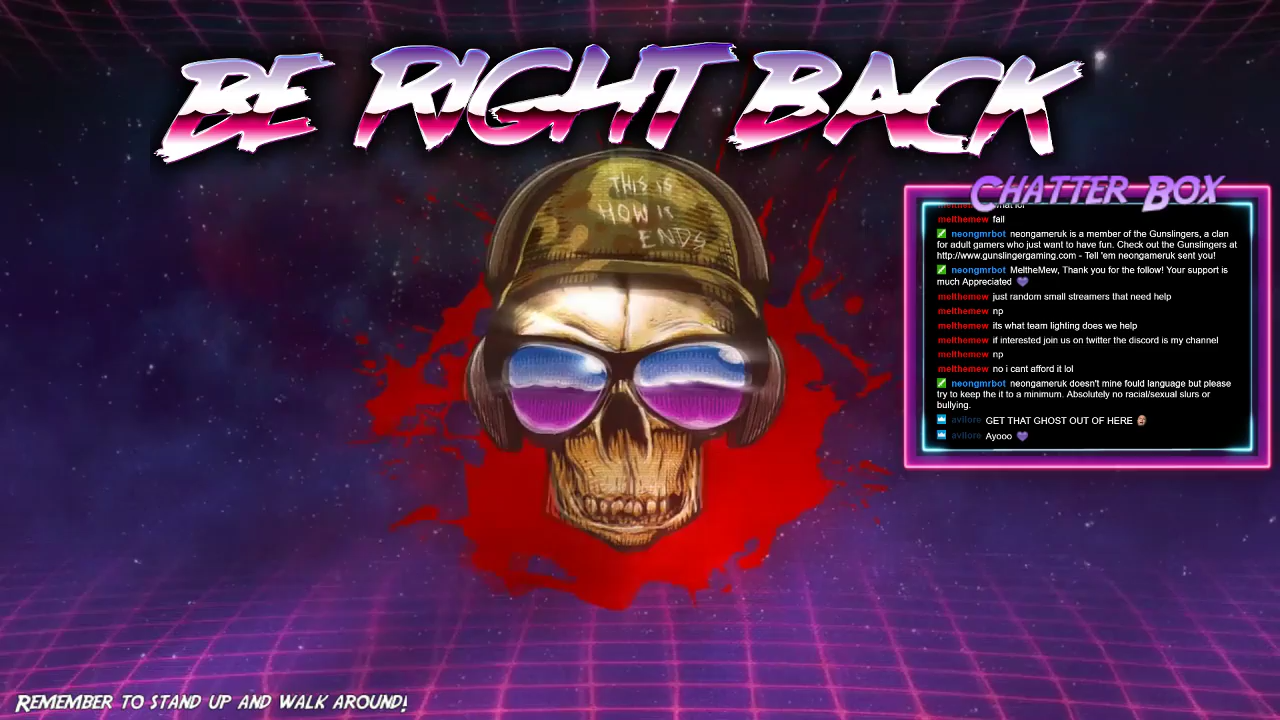 BE RIGHT BACK
THIS IS
HOW IT
ENDS
CHATTER BOX
melthemew what lol
melthemew fail
neongmrbot neongameruk is a member of the Gunslingers, a clan
for adult gamers who just want to have fun. Check out the Gunslingers at
http://www.gunslingergaming.com - Tell 'em neongameruk sent you!
neongmrbot MeltheMew, Thank you for the follow! Your support is
much Appreciated 💜
melthemew just random small streamers that need help
melthemew np
melthemew its what team lighting does we help
melthemew if interested join us on twitter the discord is my channel
melthemew np
melthemew no i cant afford it lol
neongmrbot neongameruk doesn't mine fould language but please
try to keep the it to a minimum. Absolutely no racial/sexual slurs or
bullying.
avilore GET THAT GHOST OUT OF HERE
avilore Ayooo 💜
REMEMBER TO STAND UP AND WALK AROUND!